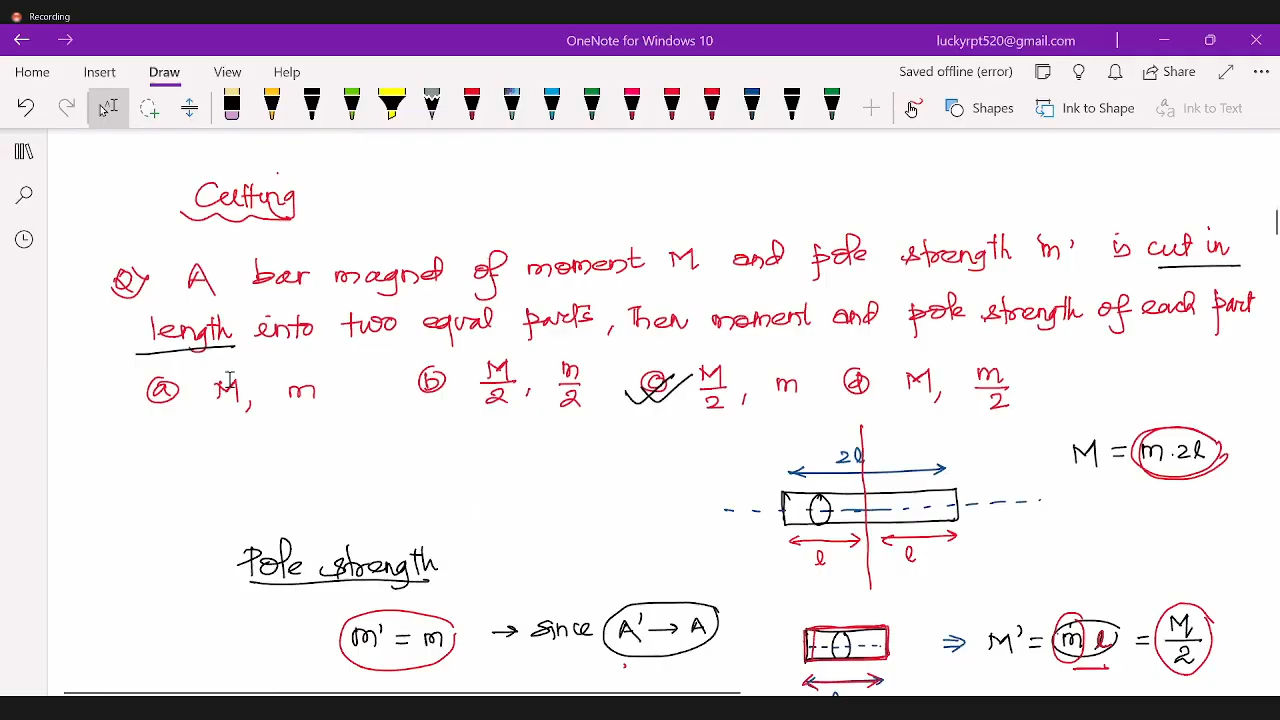 Recording
OneNote for Windows 10
luckyrpt520@gmail.com
Home Insert Draw View Help
Saved offline (error) Share
Shapes Ink to Shape Ink to Text
Cutting
Q) A bar magnet of moment M and pole strength 'm' is cut in
length into two equal parts, Then moment and pole strength of each part
(a) M, m (b) M/2, m/2 (c) M/2, m (d) M, m/2
2l
M = m·2l
l l
Pole strength
m' = m → since A' → A
⇒ M' = m l = M/2